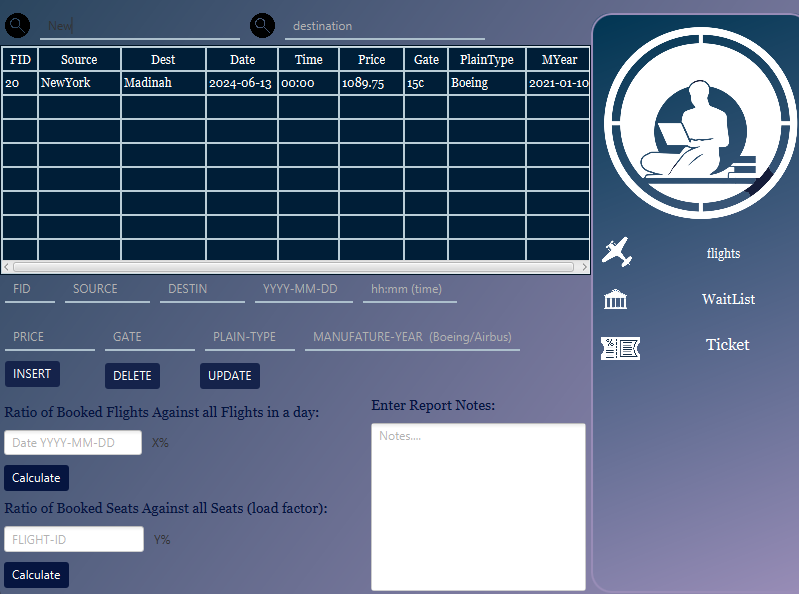 New destination
FID Source Dest Date Time Price Gate PlainType MYear
20 NewYork Madinah 2024-06-13 00:00 1089.75 15c Boeing 2021-01-10
flights
WaitList
Ticket
FID SOURCE DESTIN YYYY-MM-DD hh:mm (time)
PRICE GATE PLAIN-TYPE MANUFATURE-YEAR (Boeing/Airbus)
INSERT DELETE UPDATE
Ratio of Booked Flights Against all Flights in a day:
Date YYYY-MM-DD X%
Calculate
Ratio of Booked Seats Against all Seats (load factor):
FLIGHT-ID Y%
Calculate
Enter Report Notes:
Notes....